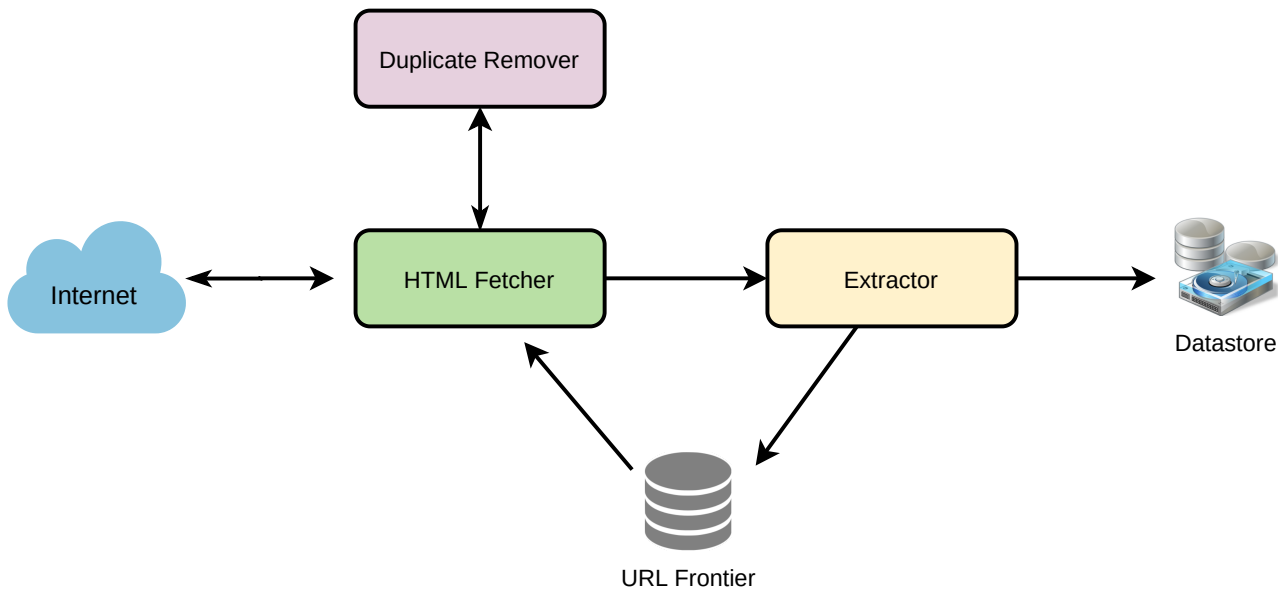 Duplicate Remover
Internet
HTML Fetcher
Extractor
Datastore
URL Frontier